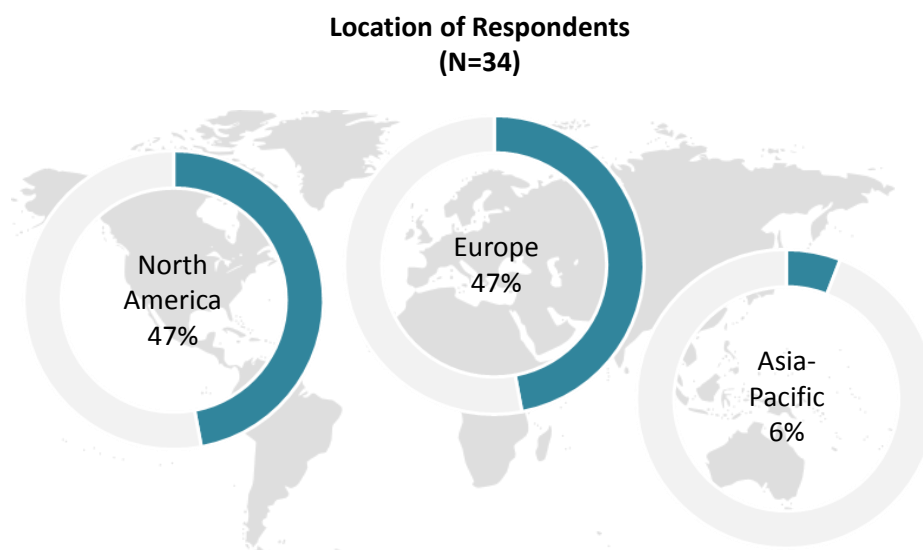 Location of Respondents
(N=34)
North
America
47%
Europe
47%
Asia-
Pacific
6%